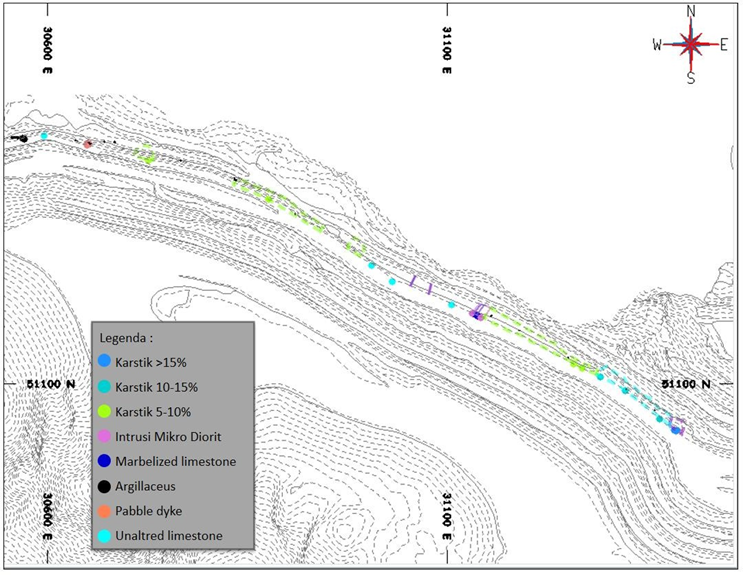 30600 E
31100 E
N
W E
S
Legenda :
Karstik >15%
Karstik 10-15%
Karstik 5-10%
Intrusi Mikro Diorit
Marbelized limestone
Argillaceus
Pabble dyke
Unaltred limestone
51100 N
51100 N
30600 E
31100 E